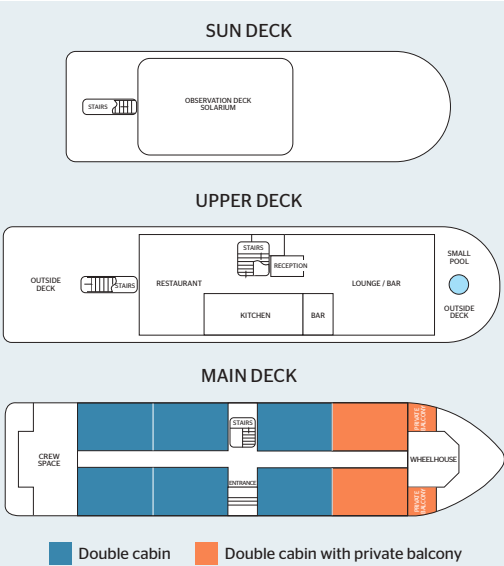 SUN DECK
STAIRS
OBSERVATION DECK
SOLARIUM
UPPER DECK
OUTSIDE
DECK
STAIRS
RESTAURANT
STAIRS
RECEPTION
KITCHEN
BAR
LOUNGE / BAR
SMALL
POOL
OUTSIDE
DECK
MAIN DECK
CREW
SPACE
STAIRS
ENTRANCE
PRIVATE
BALCONY
WHEELHOUSE
PRIVATE
BALCONY
Double cabin
Double cabin with private balcony